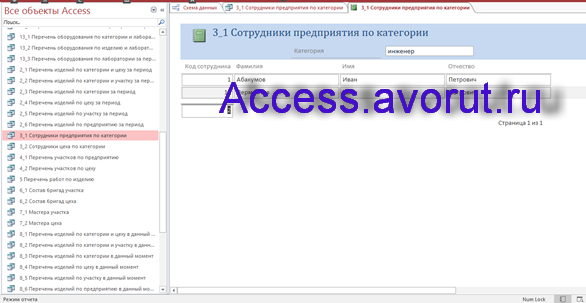 Все объекты Access
Поиск...
13_1 Перечень оборудования по категории и лабора...
13_2 Перечень оборудования по изделию и лаборат...
13_3 Перечень оборудования по лаборатории за пери...
2_1 Перечень изделий по категории и цеху за период
2_2 Перечень изделий по категории и участку за пер...
2_3 Перечень изделий по категории за период
2_4 Перечень изделий по цеху за период
2_5 Перечень изделий по участку за период
2_6 Перечень изделий по предприятию за период
3_1 Сотрудники предприятия по категории
3_2 Сотрудники цеха по категории
4_1 Перечень участков по предприятию
4_2 Перечень участков по цеху
5 Перечень работ по изделию
6_1 Состав бригад участка
6_2 Состав бригад цеха
7_1 Мастера участка
7_2 Мастера цеха
8_1 Перечень изделий по категории и цеху в данный ...
8_2 Перечень изделий по категории и участку в данн...
8_3 Перечень изделий по категории в данный момент
8_4 Перечень изделий по цеху в данный момент
8_5 Перечень изделий по участку в данный момент
8_6 Перечень изделий по предприятию в данный мом...
Режим отчета
Схема данных
3_1 Сотрудники предприятия по категории
3_1 Сотрудники предприятия по категории
3_1 Сотрудники предприятия по категории
Категория инженер
Код сотрудника Фамилия Имя Отчество
1 Абакумов Иван Петрович
Access.avorut.ru
Страница 1 из 1
Num Lock